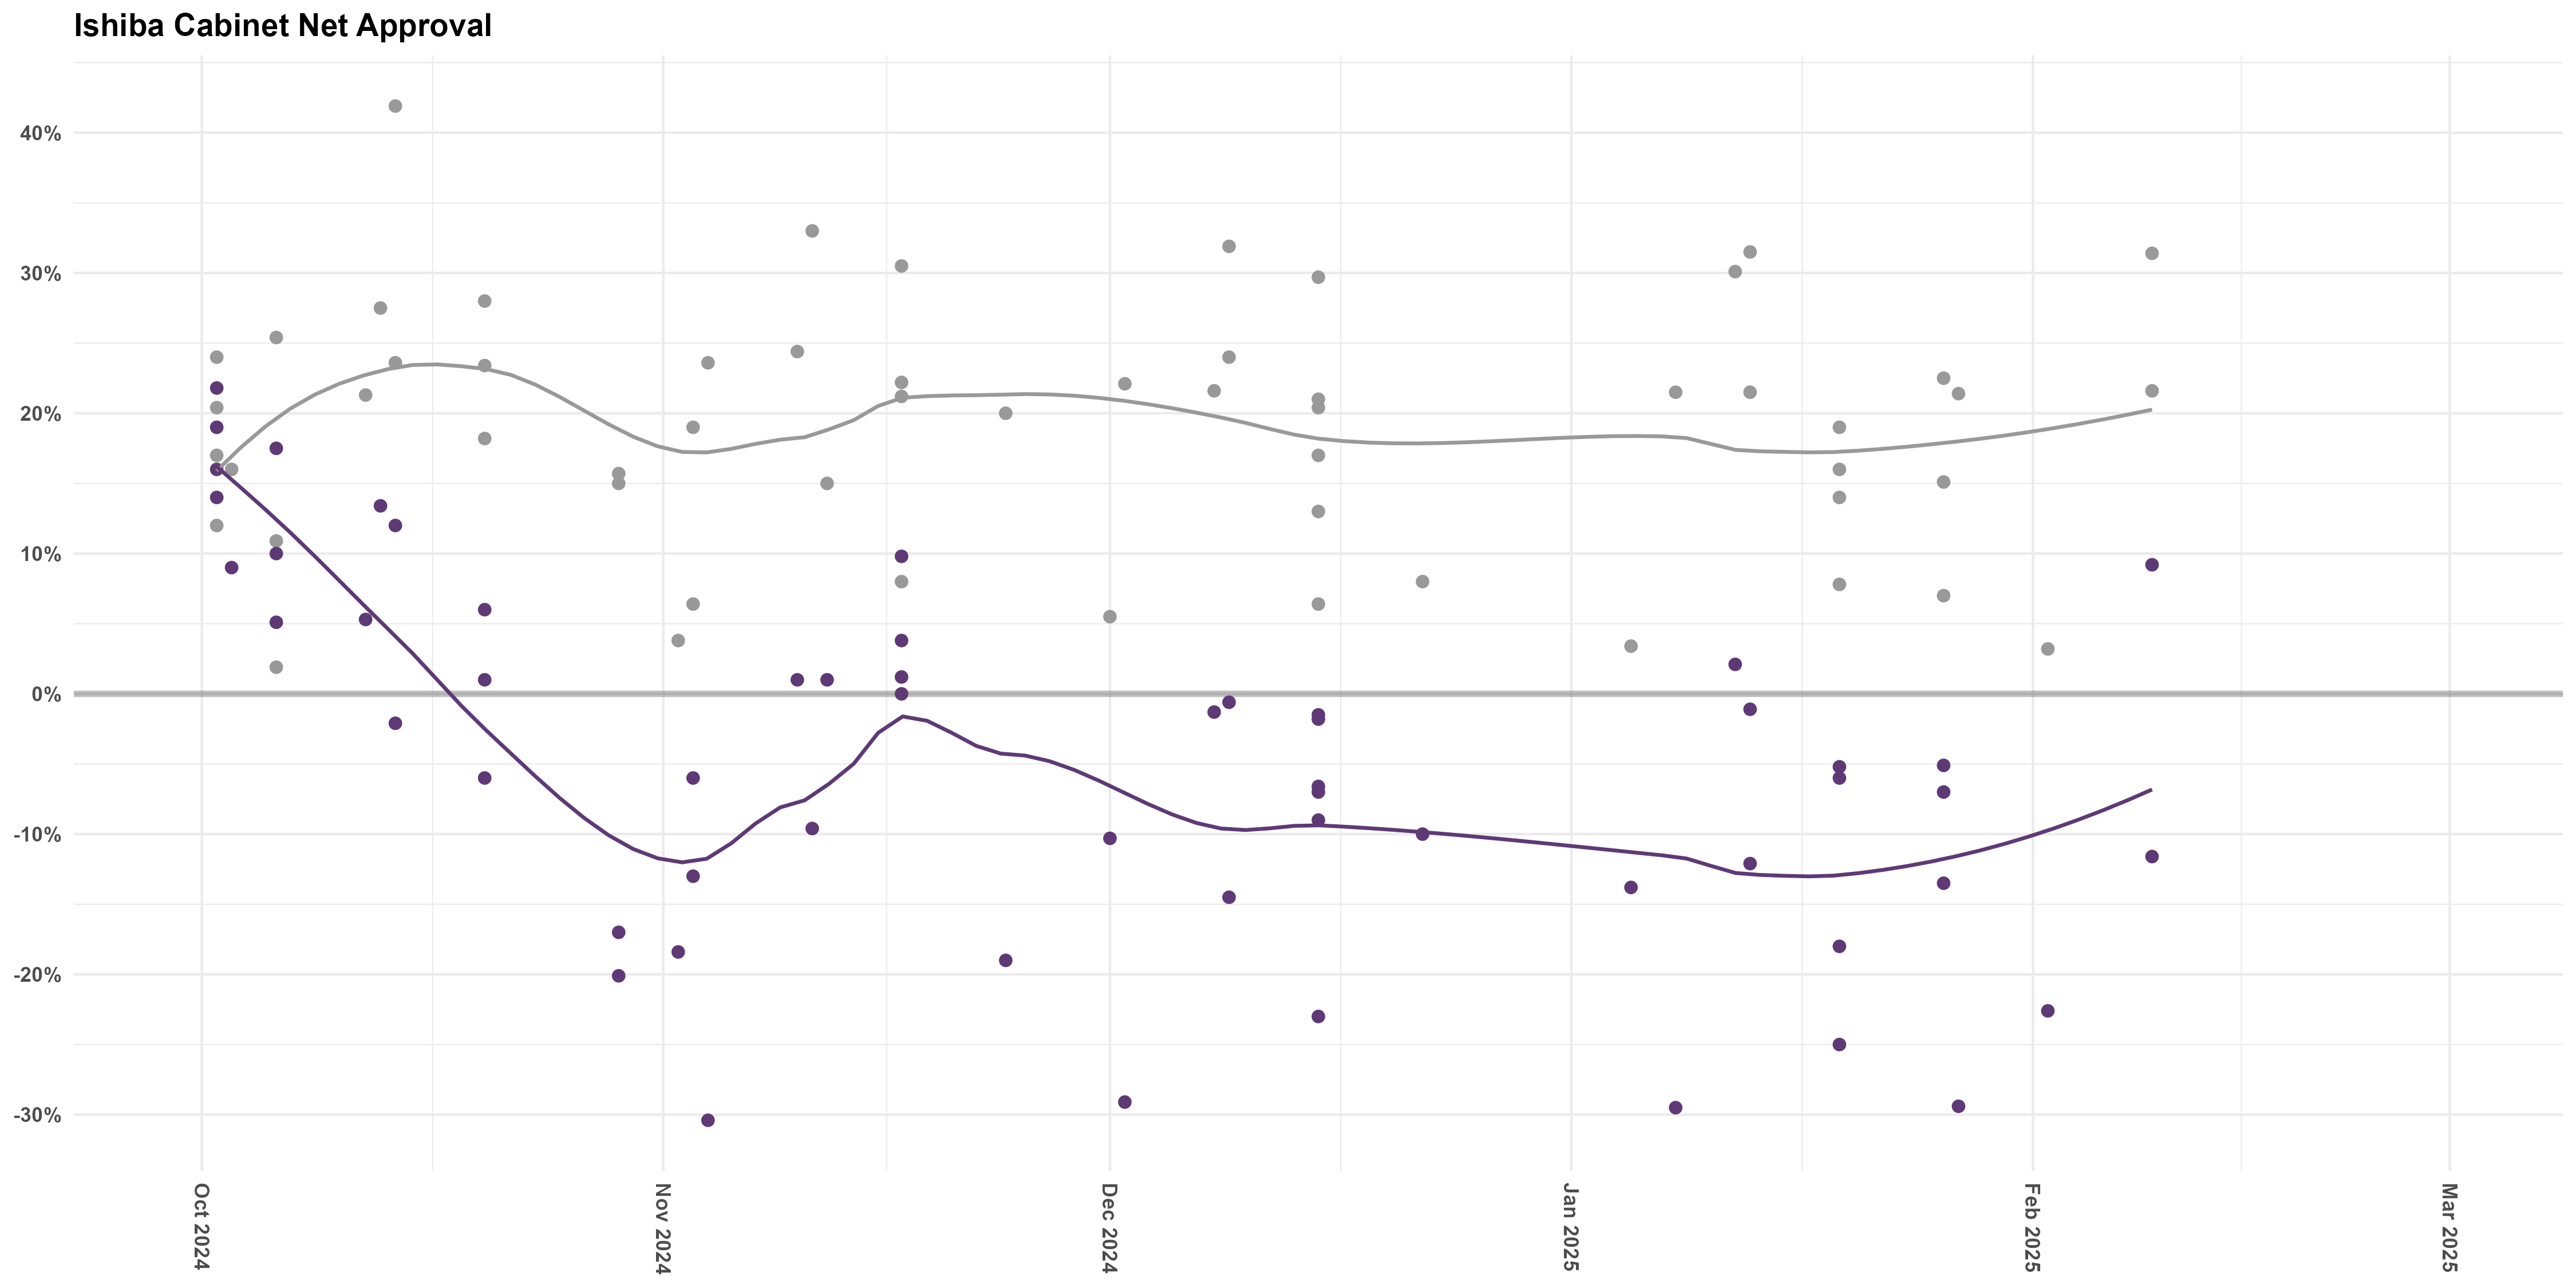 Ishiba Cabinet Net Approval
40%
30%
20%
10%
0%
-10%
-20%
-30%
Oct 2024
Nov 2024
Dec 2024
Jan 2025
Feb 2025
Mar 2025